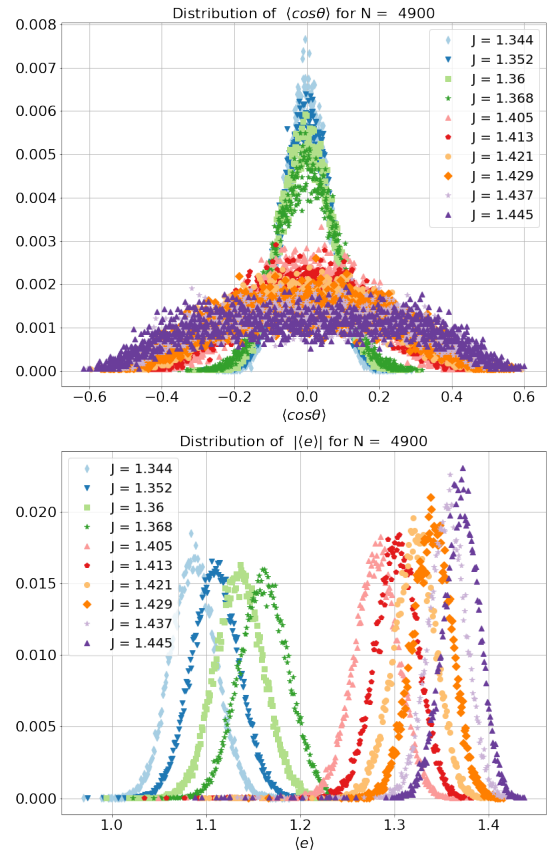 Distribution of ⟨cosθ⟩ for N = 4900
0.008
0.007
0.006
0.005
0.004
0.003
0.002
0.001
0.000
J = 1.344
J = 1.352
J = 1.36
J = 1.368
J = 1.405
J = 1.413
J = 1.421
J = 1.429
J = 1.437
J = 1.445
−0.6 −0.4 −0.2 0.0 0.2 0.4 0.6
⟨cosθ⟩
Distribution of |⟨e⟩| for N = 4900
J = 1.344
J = 1.352
J = 1.36
J = 1.368
J = 1.405
J = 1.413
J = 1.421
J = 1.429
J = 1.437
J = 1.445
0.020
0.015
0.010
0.005
0.000
1.0 1.1 1.2 1.3 1.4
⟨e⟩